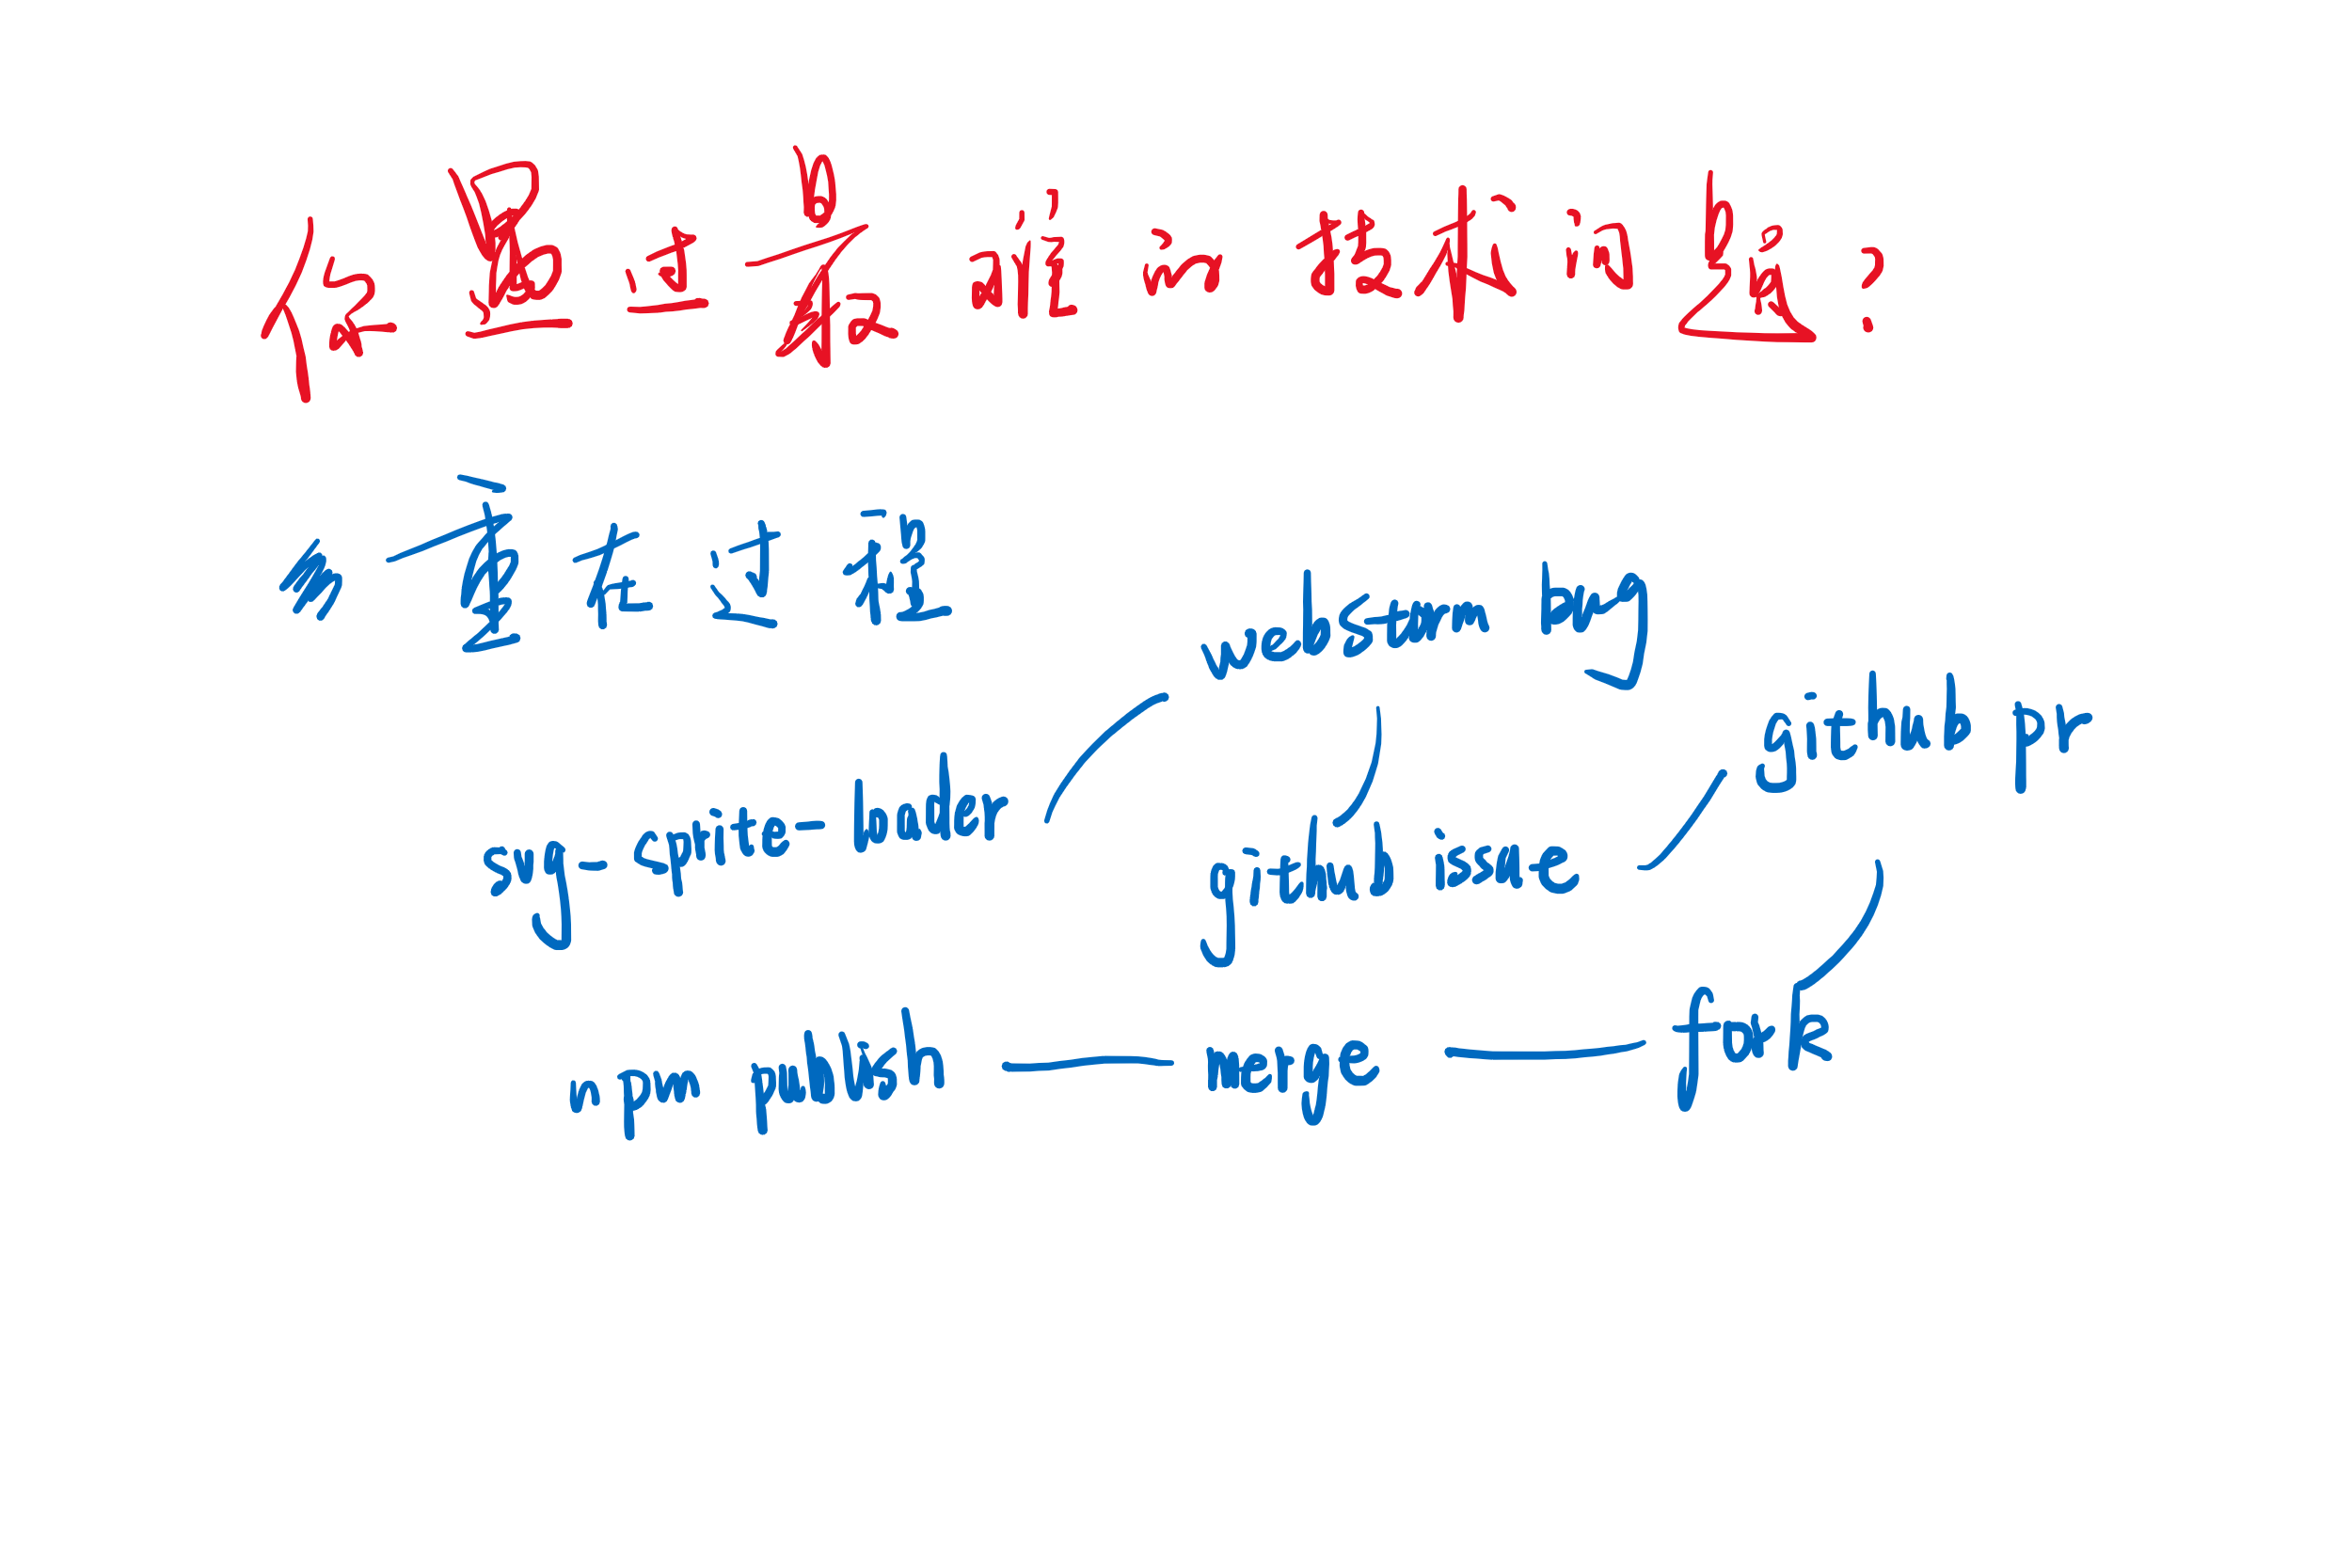 你遇过最难的技术问题?
侧重在过程
webstorm bug
github pr
svg-sprite-loader
github issue
npm publish — merge — fork